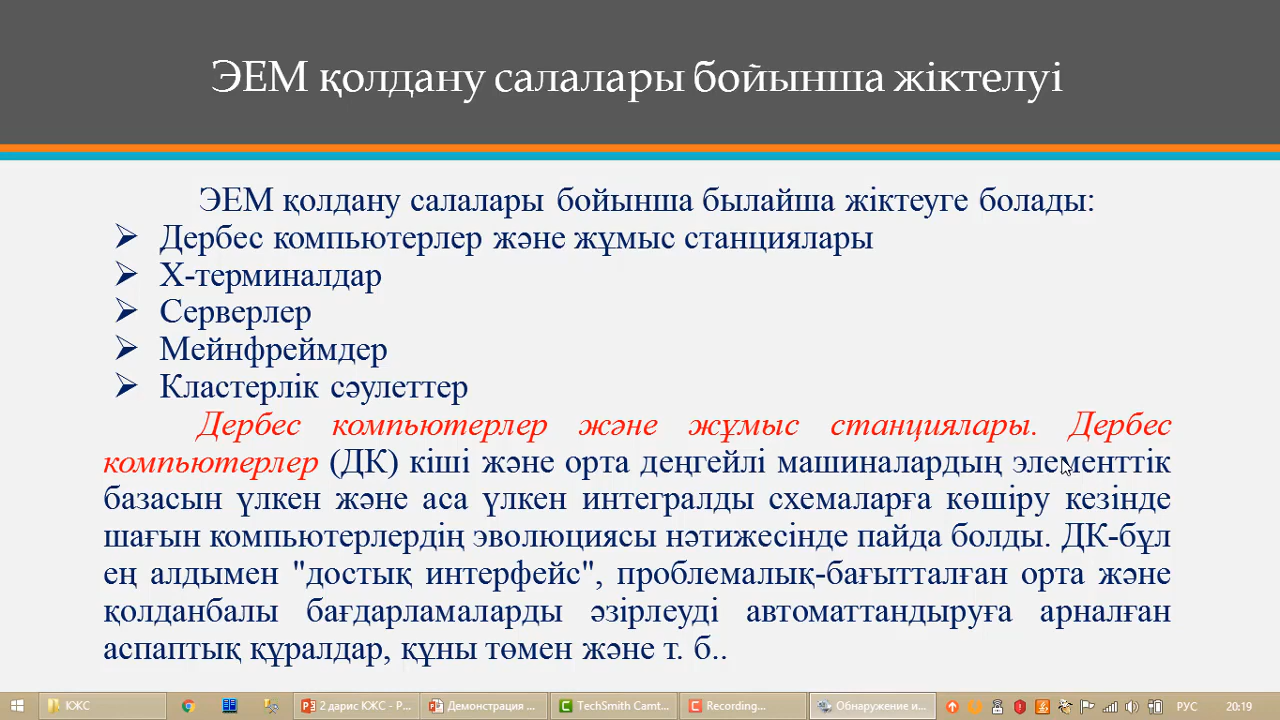 ЭЕМ қолдану салалары бойынша жіктелуі
ЭЕМ қолдану салалары бойынша былайша жіктеуге болады:
Дербес компьютерлер және жұмыс станциялары
X-терминалдар
Серверлер
Мейнфреймдер
Кластерлік сәулеттер
Дербес компьютерлер және жұмыс станциялары. Дербес
компьютерлер (ДК) кіші және орта деңгейлі машиналардың элементтік
базасын үлкен және аса үлкен интегралды схемаларға көшіру кезінде
шағын компьютерлердің эволюциясы нәтижесінде пайда болды. ДК-бұл
ең алдымен "достық интерфейс", проблемалық-бағытталған орта және
қолданбалы бағдарламаларды әзірлеуді автоматтандыруға арналған
аспаптық құралдар, құны төмен және т. б..
КЖС 2 дәріс КЖС - P... Демонстрация ... TechSmith Camt... Recording... Обнаружение и... РУС 20:19